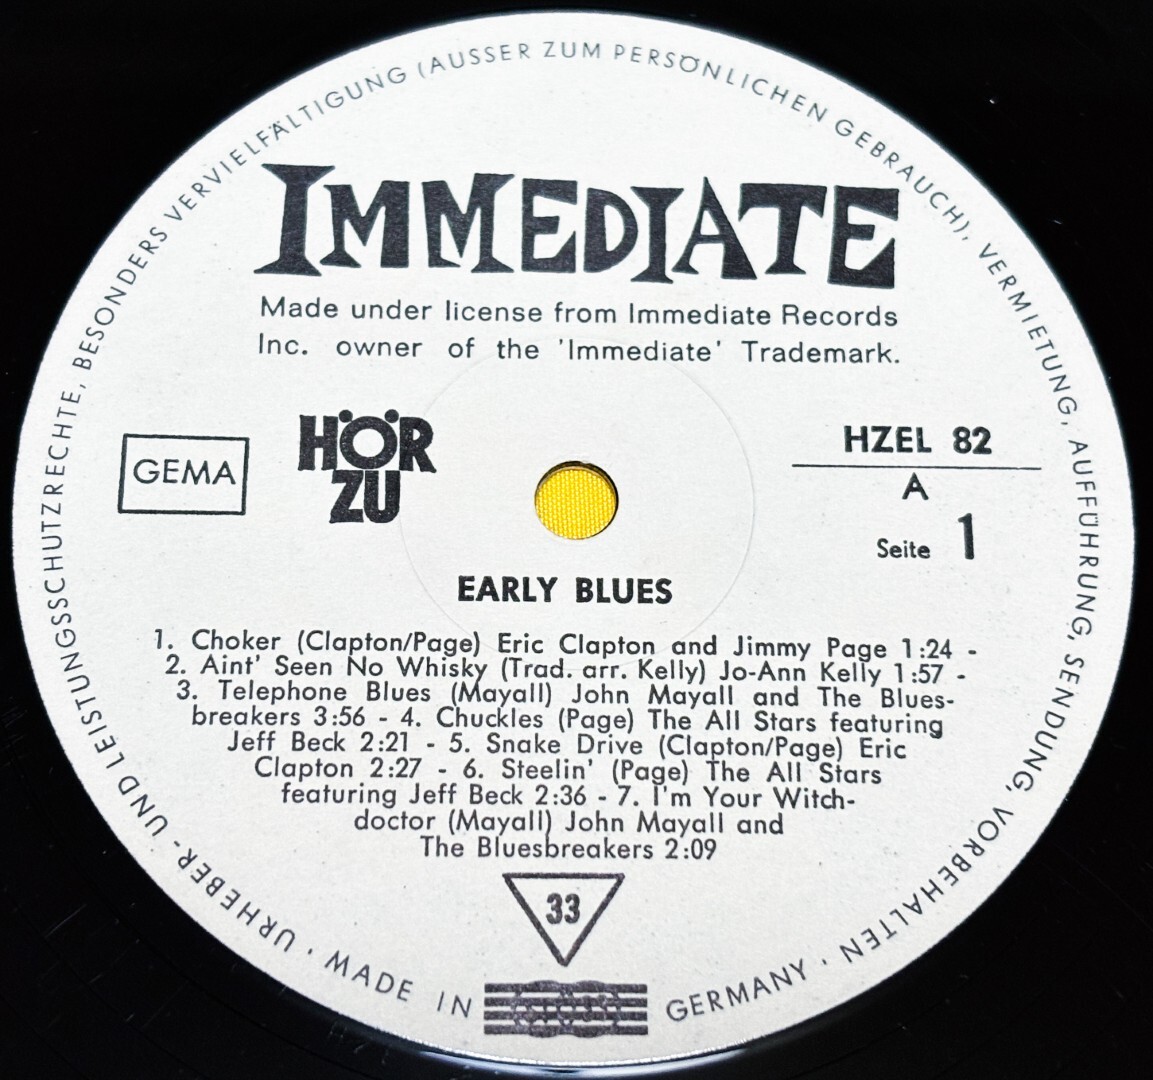 URHEBER- UND LEISTUNGSSCHUTZRECHTE, BESONDERS VERVIELFÄLTIGUNG (AUSSER ZUM PERSÖNLICHEN GEBRAUCH), VERMIETUNG, AUFFÜHRUNG, SENDUNG, VORBEHALTEN ·
IMMEDIATE
Made under license from Immediate Records
Inc. owner of the 'Immediate' Trademark.
GEMA
HÖR
ZU
HZEL 82
A
Seite 1
EARLY BLUES
1. Choker (Clapton/Page) Eric Clapton and Jimmy Page 1:24 -
2. Aint' Seen No Whisky (Trad. arr. Kelly) Jo-Ann Kelly 1:57 -
3. Telephone Blues (Mayall) John Mayall and The Blues-
breakers 3:56 - 4. Chuckles (Page) The All Stars featuring
Jeff Beck 2:21 - 5. Snake Drive (Clapton/Page) Eric
Clapton 2:27 - 6. Steelin' (Page) The All Stars
featuring Jeff Beck 2:36 - 7. I'm Your Witch-
doctor (Mayall) John Mayall and
The Bluesbreakers 2:09
33
· MADE IN GERMANY ·